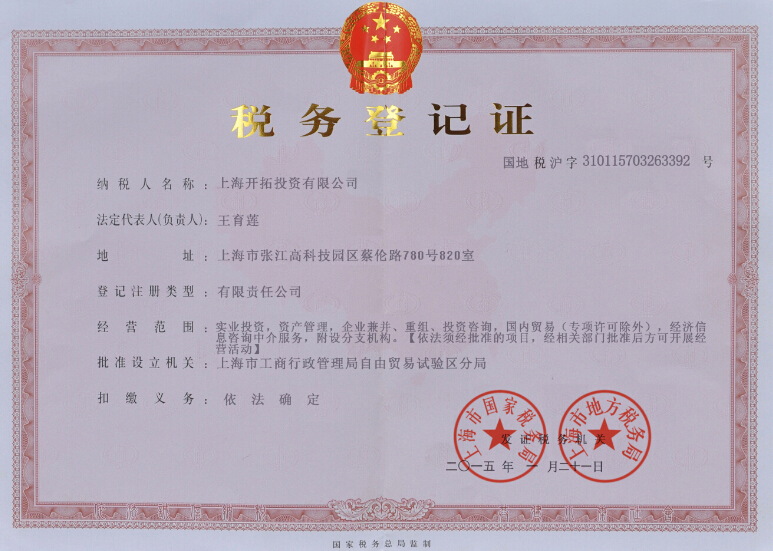 税务登记证
国地税沪字 310115703263392 号
纳税人名称：上海开拓投资有限公司
法定代表人(负责人)：王育莲
地址：上海市张江高科技园区蔡伦路780号820室
登记注册类型：有限责任公司
经营范围：实业投资，资产管理，企业兼并、重组、投资咨询，国内贸易（专项许可除外），经济信
息咨询中介服务，附设分支机构。【依法须经批准的项目，经相关部门批准后方可开展经
营活动】
批准设立机关：上海市工商行政管理局自由贸易试验区分局
扣缴义务：依法确定
上海市国家税务局
上海市地方税务局
发证税务机关
二〇一五年一月二十一日
国家税务总局监制